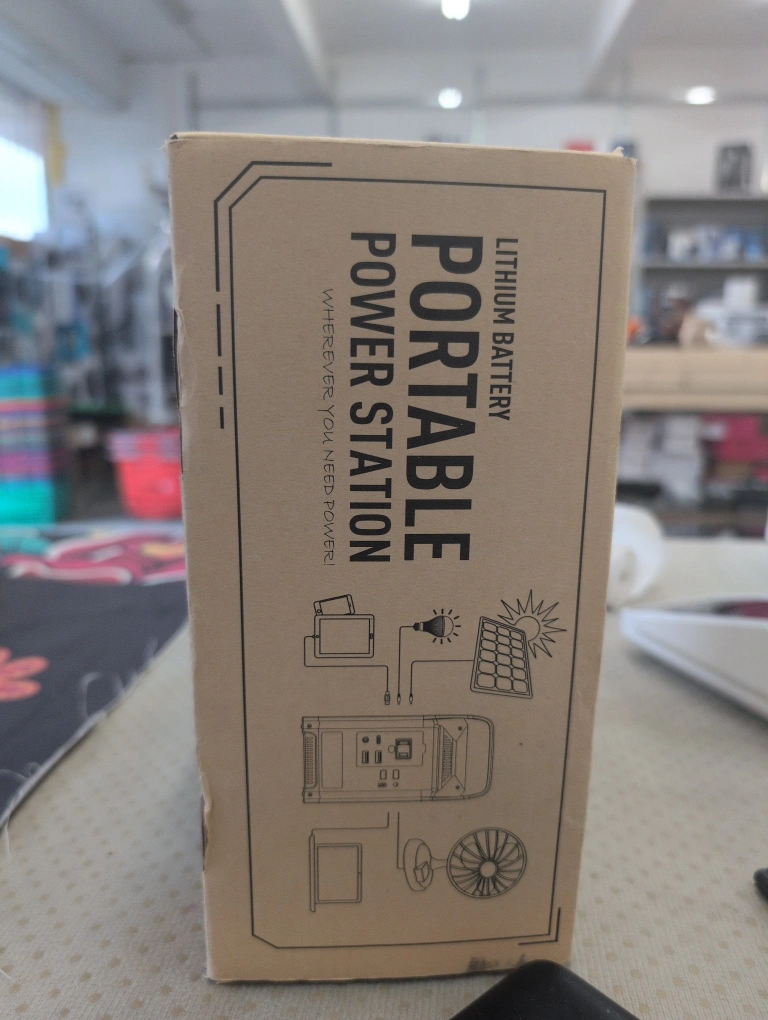 LITHIUM BATTERY
PORTABLE
POWER STATION
WHEREVER YOU NEED POWER!